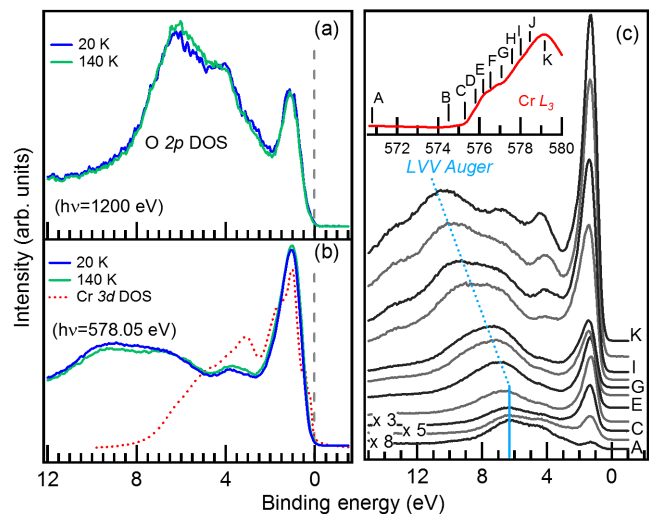 (a)
20 K
140 K
O 2p DOS
(hν=1200 eV)
(b)
20 K
140 K
Cr 3d DOS
(hν=578.05 eV)
12
8
4
0
Intensity (arb. units)
Binding energy (eV)
(c)
A
B
C
D
E
F
G
H
I
J
K
Cr L3
572
574
576
578
580
LVV Auger
K
I
G
E
C
A
x 3
x 5
x 8
12
8
4
0